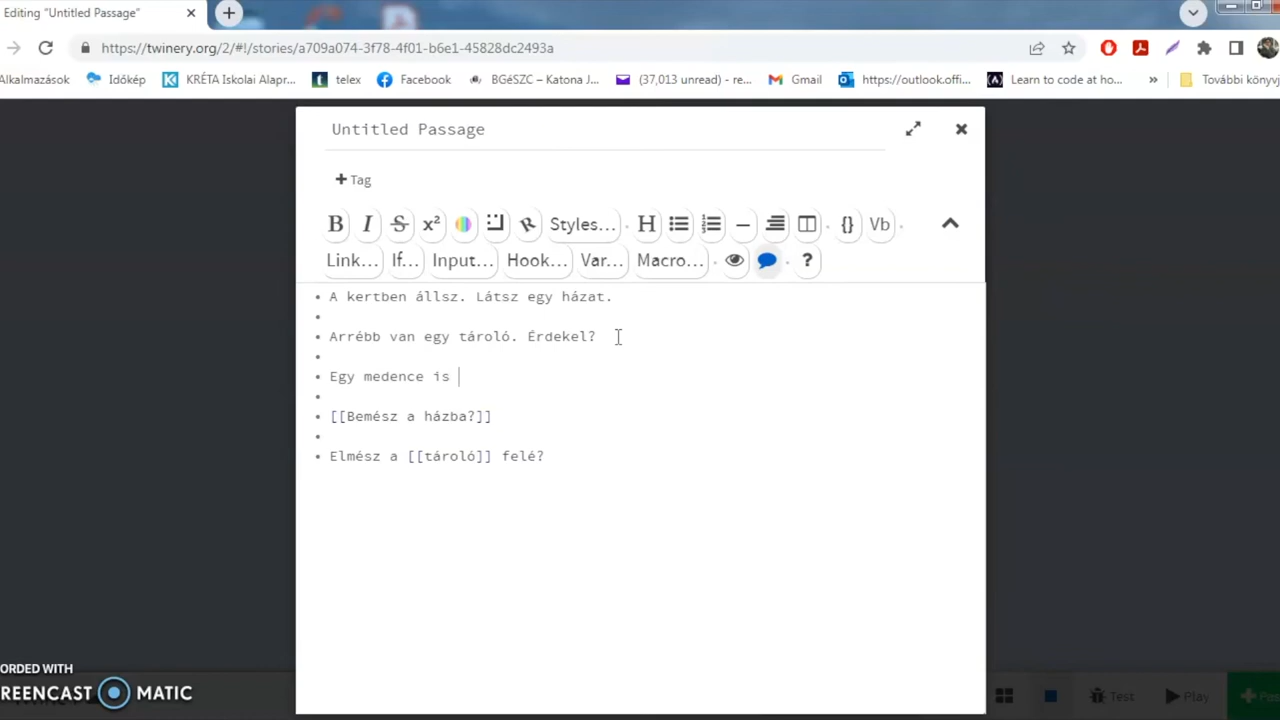 Editing "Untitled Passage"
https://twinery.org/2/#!/stories/a709a074-3f78-4f01-b6e1-45828dc2493a
Alkalmazások Időkép KRÉTA Iskolai Alapr... telex Facebook BGéSZC – Katona J... (37,013 unread) - re... Gmail https://outlook.offi... Learn to code at ho... » További könyvj
Untitled Passage
+ Tag
B I S x² Styles... H {} Vb
Link... If... Input... Hook... Var... Macro... ?
A kertben állsz. Látsz egy házat.
Arrébb van egy tároló. Érdekel?
Egy medence is
[[Bemész a házba?]]
Elmész a [[tároló]] felé?
ORDED WITH
REENCAST MATIC
Test Play